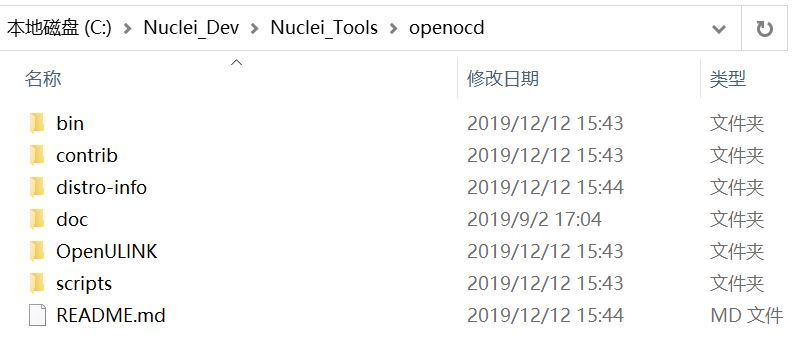 本地磁盘 (C:) > Nuclei_Dev > Nuclei_Tools > openocd
名称 修改日期 类型
bin 2019/12/12 15:43 文件夹
contrib 2019/12/12 15:43 文件夹
distro-info 2019/12/12 15:44 文件夹
doc 2019/9/2 17:04 文件夹
OpenULINK 2019/12/12 15:43 文件夹
scripts 2019/12/12 15:43 文件夹
README.md 2019/12/12 15:44 MD 文件